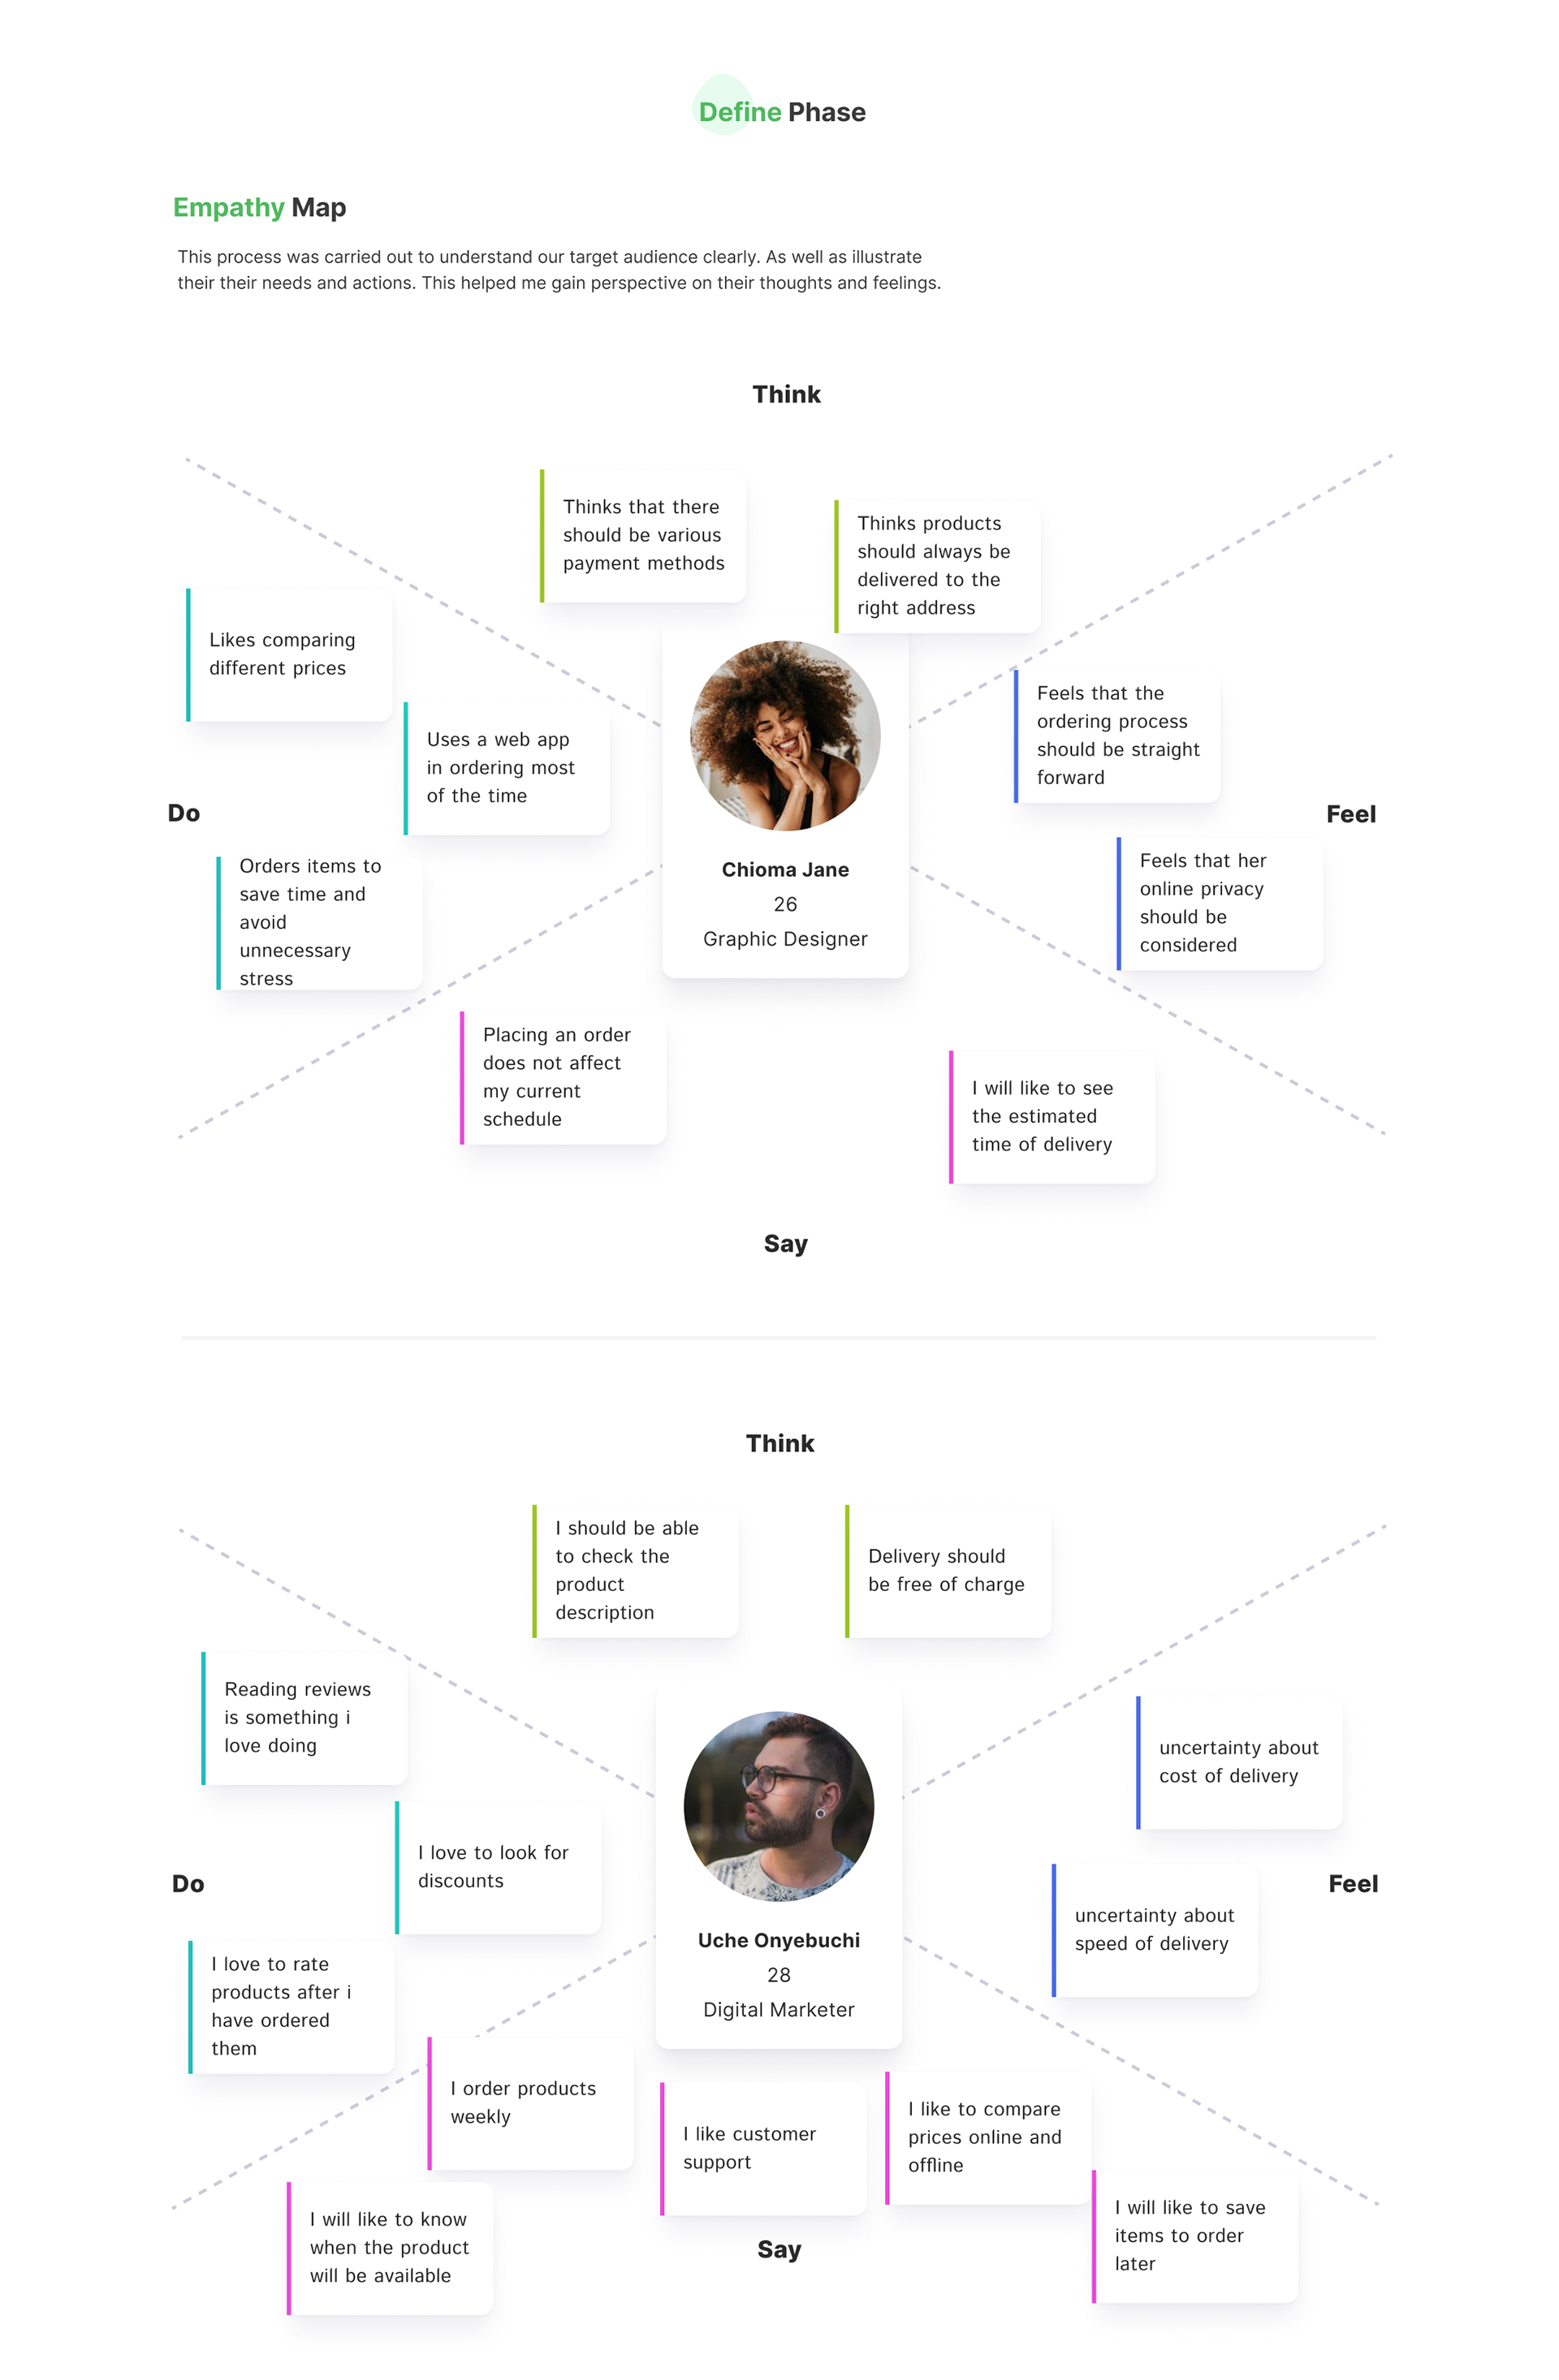 Define Phase
Empathy Map
This process was carried out to understand our target audience clearly. As well as illustrate
their their needs and actions. This helped me gain perspective on their thoughts and feelings.
Think
Thinks that there
should be various
payment methods
Thinks products
should always be
delivered to the
right address
Likes comparing
different prices
Uses a web app
in ordering most
of the time
Feels that the
ordering process
should be straight
forward
Do
Feel
Orders items to
save time and
avoid
unnecessary
stress
Chioma Jane
26
Graphic Designer
Feels that her
online privacy
should be
considered
Placing an order
does not affect
my current
schedule
I will like to see
the estimated
time of delivery
Say
Think
I should be able
to check the
product
description
Delivery should
be free of charge
Reading reviews
is something i
love doing
uncertainty about
cost of delivery
I love to look for
discounts
Do
Feel
uncertainty about
speed of delivery
Uche Onyebuchi
28
Digital Marketer
I love to rate
products after i
have ordered
them
I order products
weekly
I like customer
support
I like to compare
prices online and
offline
I will like to know
when the product
will be available
Say
I will like to save
items to order
later